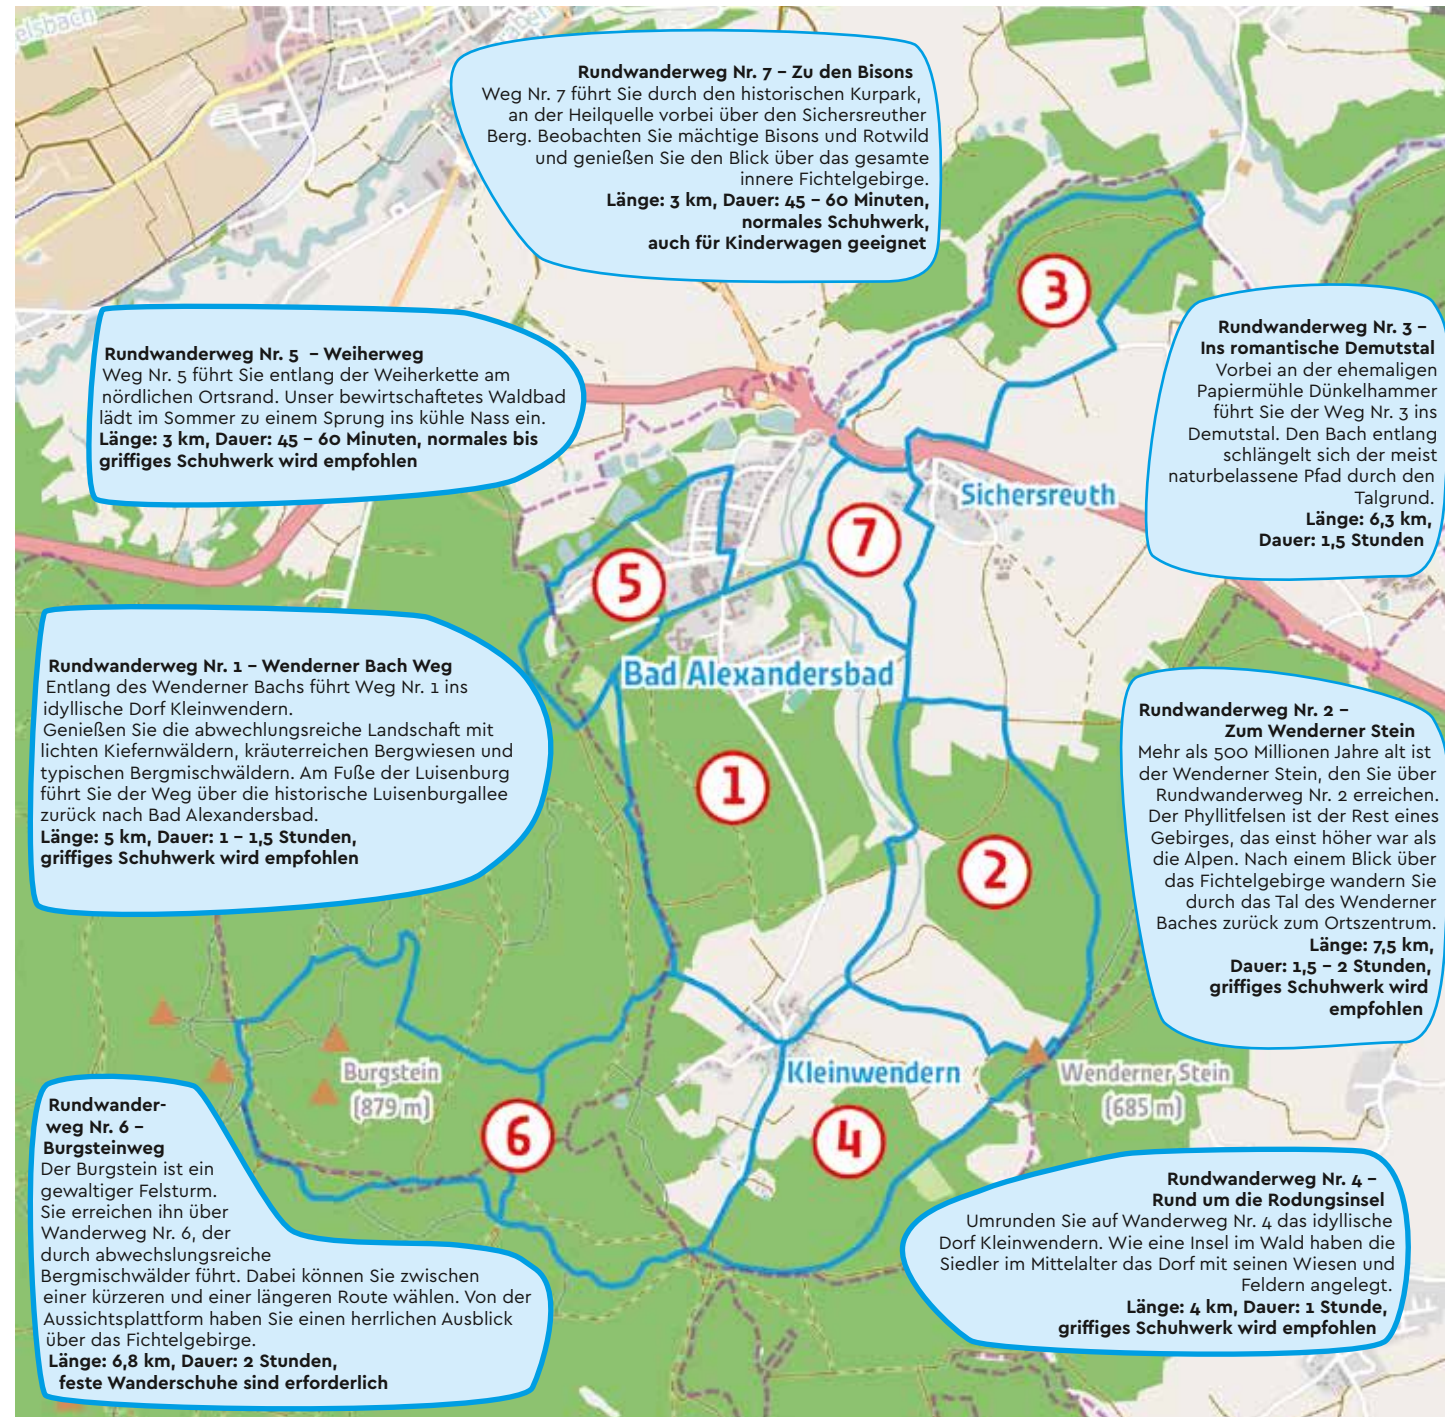 Rundwanderweg Nr. 7 – Zu den Bisons
Weg Nr. 7 führt Sie durch den historischen Kurpark,
an der Heilquelle vorbei über den Sichersreuther
Berg. Beobachten Sie mächtige Bisons und Rotwild
und genießen Sie den Blick über das gesamte
innere Fichtelgebirge.
Länge: 3 km, Dauer: 45 – 60 Minuten,
normales Schuhwerk,
auch für Kinderwagen geeignet
3
Rundwanderweg Nr. 5 – Weiherweg
Weg Nr. 5 führt Sie entlang der Weiherkette am
nördlichen Ortsrand. Unser bewirtschaftetes Waldbad
lädt im Sommer zu einem Sprung ins kühle Nass ein.
Länge: 3 km, Dauer: 45 – 60 Minuten, normales bis
griffiges Schuhwerk wird empfohlen
Rundwanderweg Nr. 3 –
Ins romantische Demutstal
Vorbei an der ehemaligen
Papiermühle Dünkelhammer
führt Sie der Weg Nr. 3 ins
Demutstal. Den Bach entlang
schlängelt sich der meist
naturbelassene Pfad durch den
Talgrund.
Länge: 6,3 km,
Dauer: 1,5 Stunden
Sichersreuth
7
5
Bad Alexandersbad
Rundwanderweg Nr. 1 – Wenderner Bach Weg
Entlang des Wenderner Bachs führt Weg Nr. 1 ins
idyllische Dorf Kleinwendern.
Genießen Sie die abwechlungsreiche Landschaft mit
lichten Kiefernwäldern, kräuterreichen Bergwiesen und
typischen Bergmischwäldern. Am Fuße der Luisenburg
führt Sie der Weg über die historische Luisenburgallee
zurück nach Bad Alexandersbad.
Länge: 5 km, Dauer: 1 – 1,5 Stunden,
griffiges Schuhwerk wird empfohlen
1
2
Rundwanderweg Nr. 2 –
Zum Wenderner Stein
Mehr als 500 Millionen Jahre alt ist
der Wenderner Stein, den Sie über
Rundwanderweg Nr. 2 erreichen.
Der Phyllitfelsen ist der Rest eines
Gebirges, das einst höher war als
die Alpen. Nach einem Blick über
das Fichtelgebirge wandern Sie
durch das Tal des Wenderner
Baches zurück zum Ortszentrum.
Länge: 7,5 km,
Dauer: 1,5 – 2 Stunden,
griffiges Schuhwerk wird
empfohlen
Burgstein
(879 m)
Kleinwendern
Wenderner Stein
(685 m)
6
4
Rundwander-
weg Nr. 6 –
Burgsteinweg
Der Burgstein ist ein
gewaltiger Felsturm.
Sie erreichen ihn über
Wanderweg Nr. 6, der
durch abwechslungsreiche
Bergmischwälder führt. Dabei können Sie zwischen
einer kürzeren und einer längeren Route wählen. Von der
Aussichtsplattform haben Sie einen herrlichen Ausblick
über das Fichtelgebirge.
Länge: 6,8 km, Dauer: 2 Stunden,
feste Wanderschuhe sind erforderlich
Rundwanderweg Nr. 4 –
Rund um die Rodungsinsel
Umrunden Sie auf Wanderweg Nr. 4 das idyllische
Dorf Kleinwendern. Wie eine Insel im Wald haben die
Siedler im Mittelalter das Dorf mit seinen Wiesen und
Feldern angelegt.
Länge: 4 km, Dauer: 1 Stunde,
griffiges Schuhwerk wird empfohlen